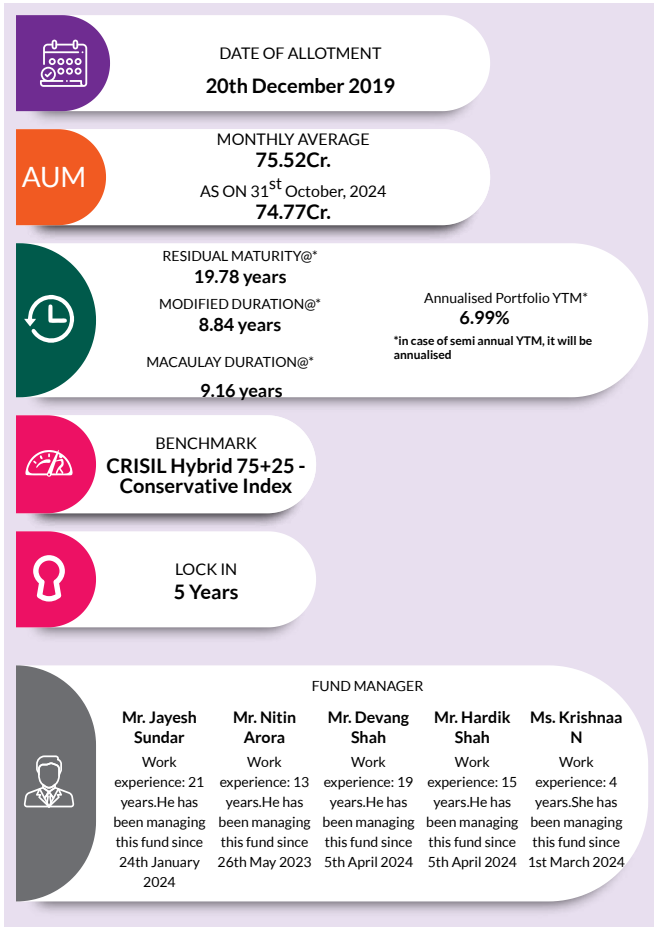 DATE OF ALLOTMENT
20th December 2019
AUM
MONTHLY AVERAGE
75.52Cr.
AS ON 31st October, 2024
74.77Cr.
RESIDUAL MATURITY@*
19.78 years
MODIFIED DURATION@*
8.84 years
MACAULAY DURATION@*
9.16 years
Annualised Portfolio YTM*
6.99%
*in case of semi annual YTM, it will be
annualised
BENCHMARK
CRISIL Hybrid 75+25 -
Conservative Index
LOCK IN
5 Years
FUND MANAGER
Mr. Jayesh
Sundar
Work
experience: 21
years.He has
been managing
this fund since
24th January
2024
Mr. Nitin
Arora
Work
experience: 13
years.He has
been managing
this fund since
26th May 2023
Mr. Devang
Shah
Work
experience: 19
years.He has
been managing
this fund since
5th April 2024
Mr. Hardik
Shah
Work
experience: 15
years.He has
been managing
this fund since
5th April 2024
Ms. Krishnaa
N
Work
experience: 4
years.She has
been managing
this fund since
1st March 2024